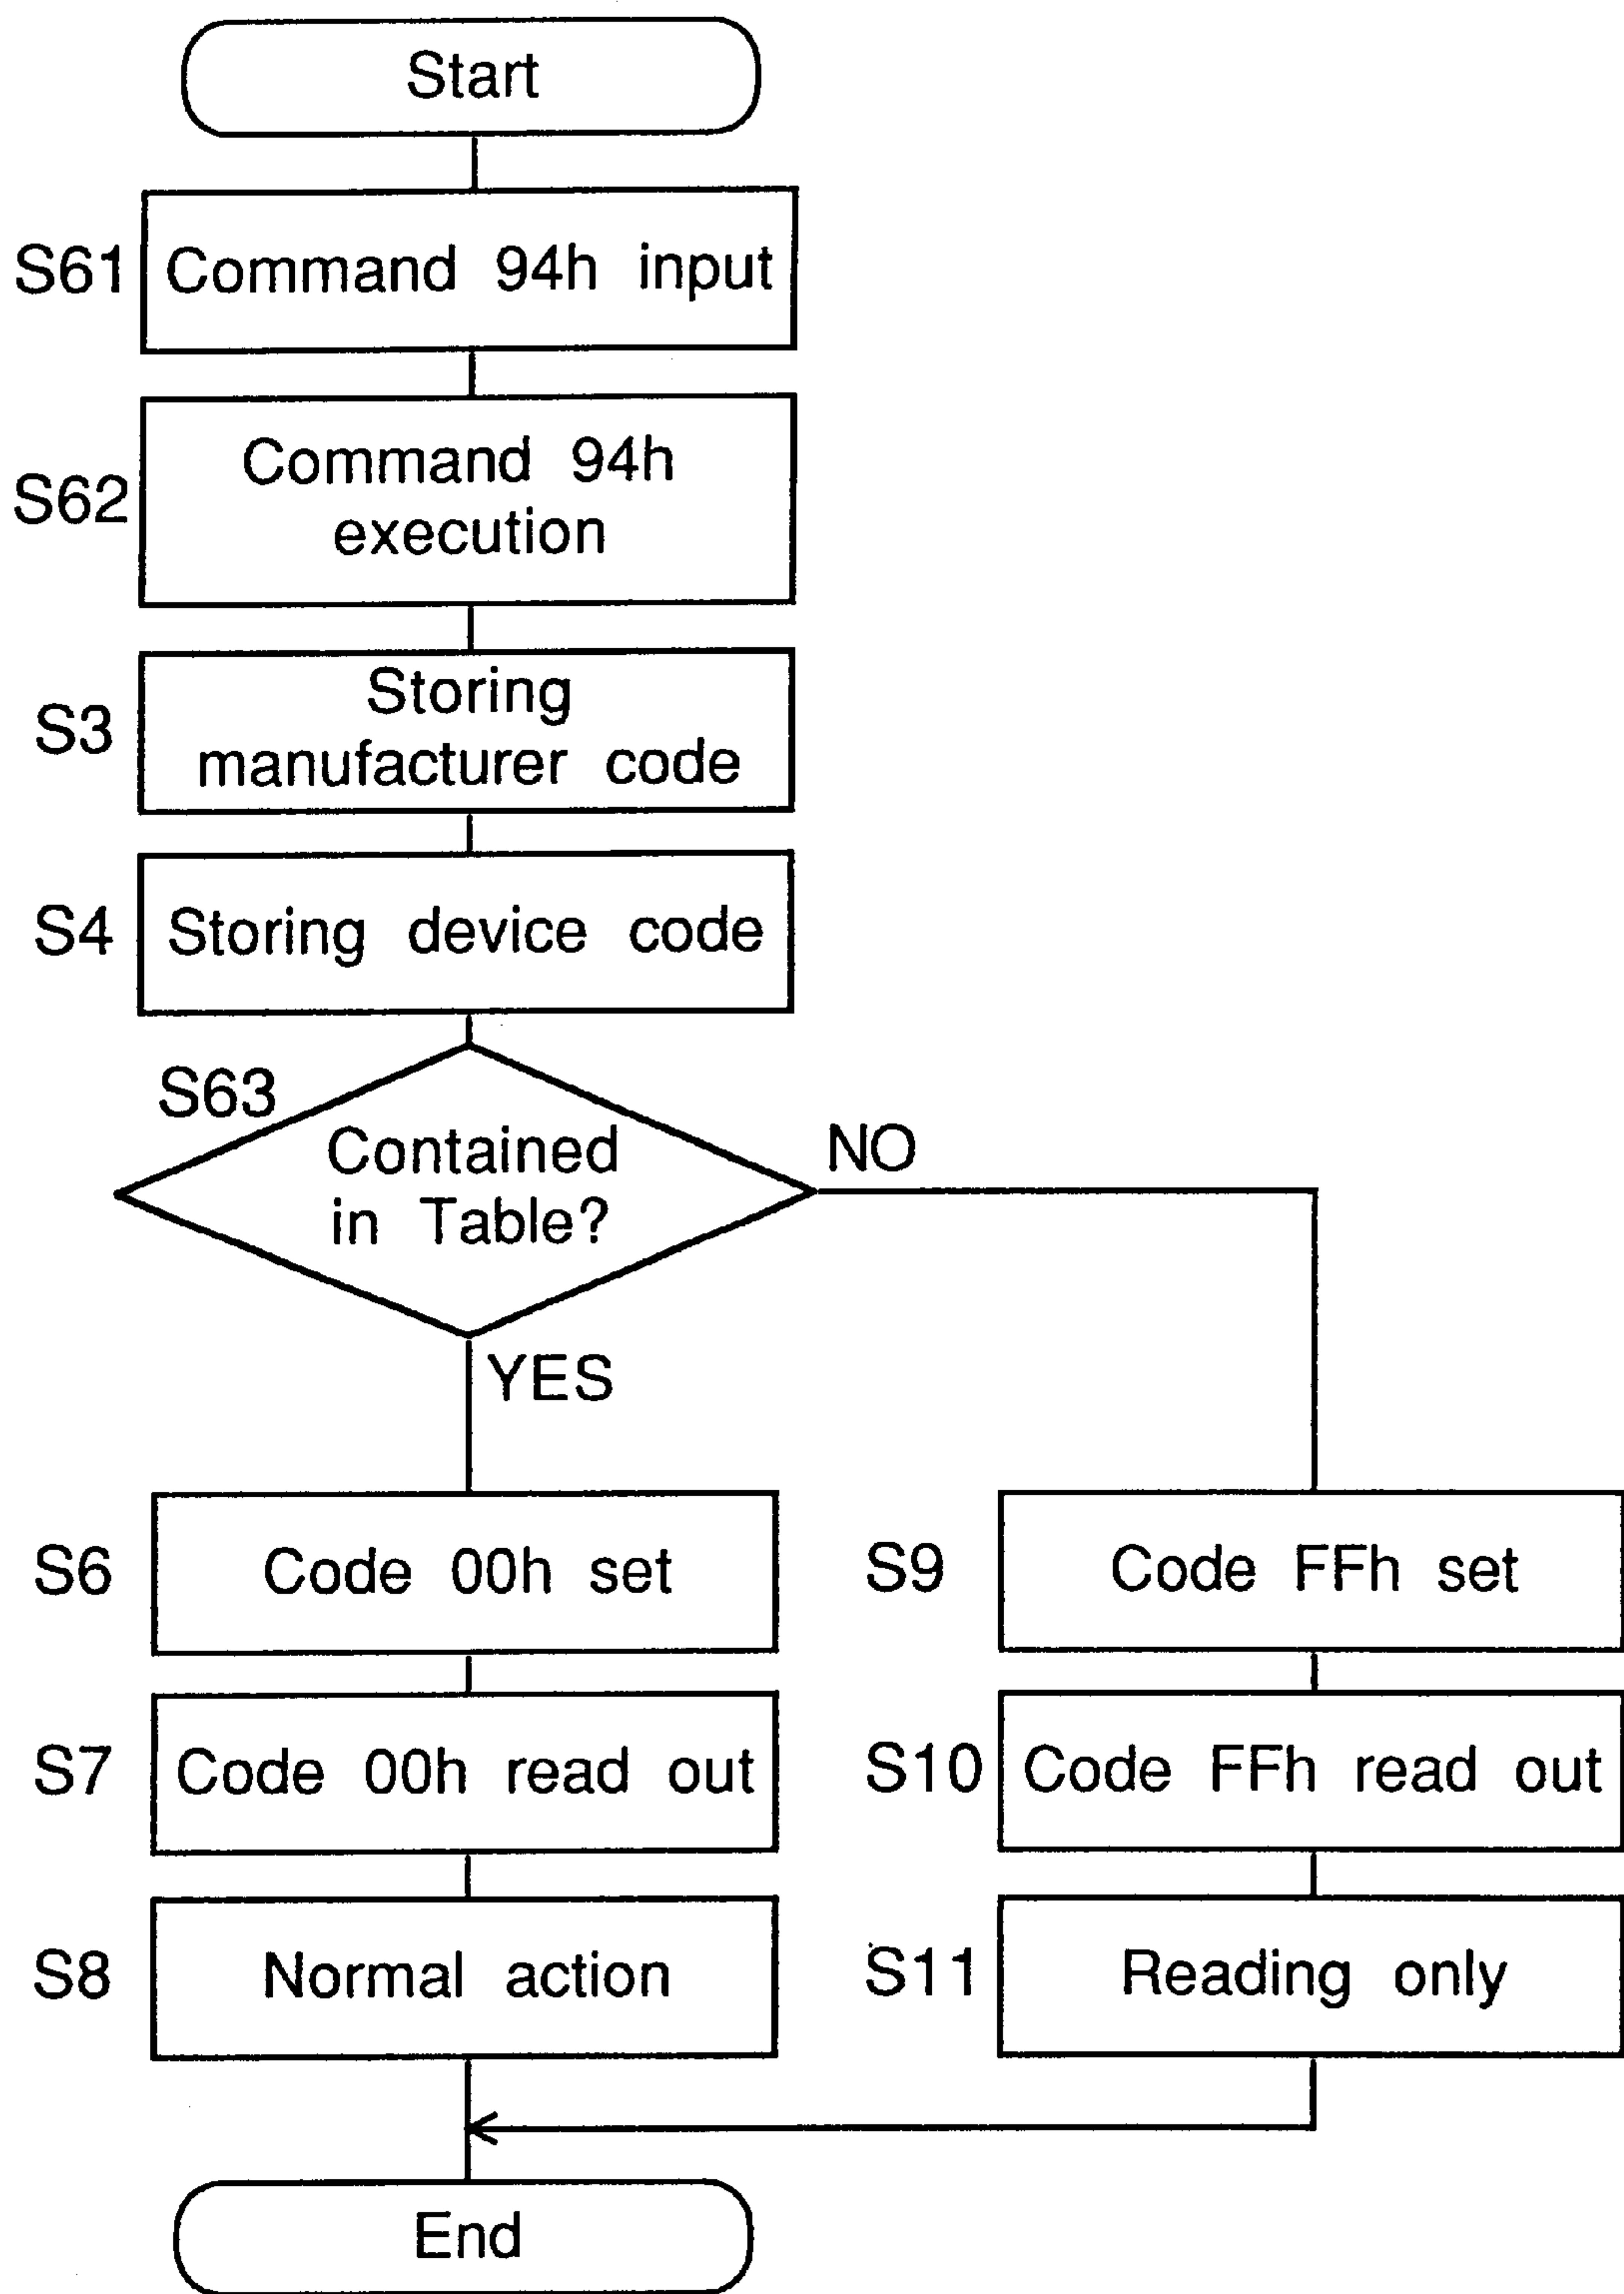 Start
S61
Command 94h input
S62
Command 94h
execution
S3
Storing
manufacturer code
S4
Storing device code
S63
Contained
in Table?
NO
YES
S6
Code 00h set
S9
Code FFh set
S7
Code 00h read out
S10
Code FFh read out
S8
Normal action
S11
Reading only
End